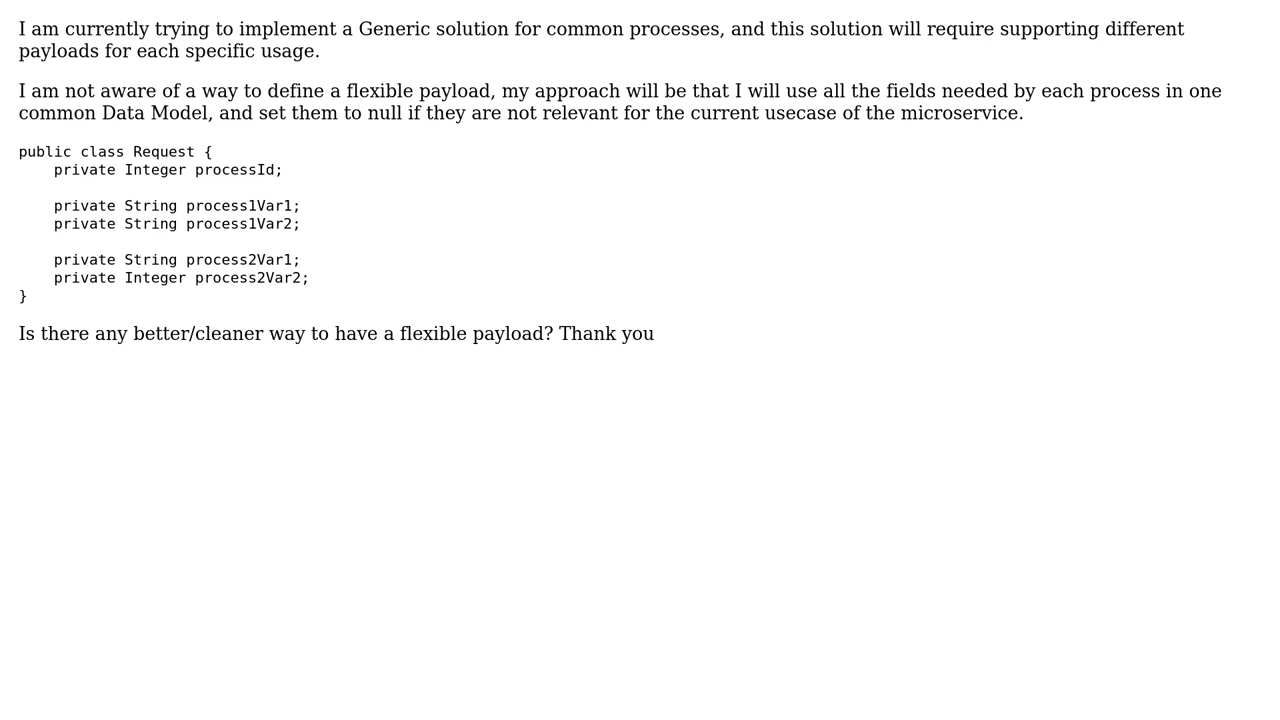 I am currently trying to implement a Generic solution for common processes, and this solution will require supporting different
payloads for each specific usage.
I am not aware of a way to define a flexible payload, my approach will be that I will use all the fields needed by each process in one
common Data Model, and set them to null if they are not relevant for the current usecase of the microservice.
public class Request {
    private Integer processId;
    private String process1Var1;
    private String process1Var2;
    private String process2Var1;
    private Integer process2Var2;
}
Is there any better/cleaner way to have a flexible payload? Thank you